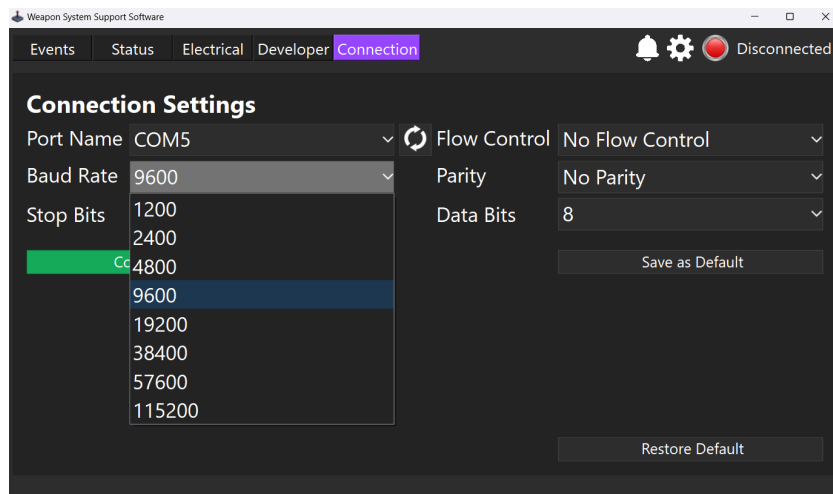 Weapon System Support Software
Events Status Electrical Developer Connection Disconnected
Connection Settings
Port Name COM5 Flow Control No Flow Control
Baud Rate 9600 Parity No Parity
Stop Bits 1200 Data Bits 8
2400
4800 Save as Default
9600
19200
38400
57600
115200
Restore Default